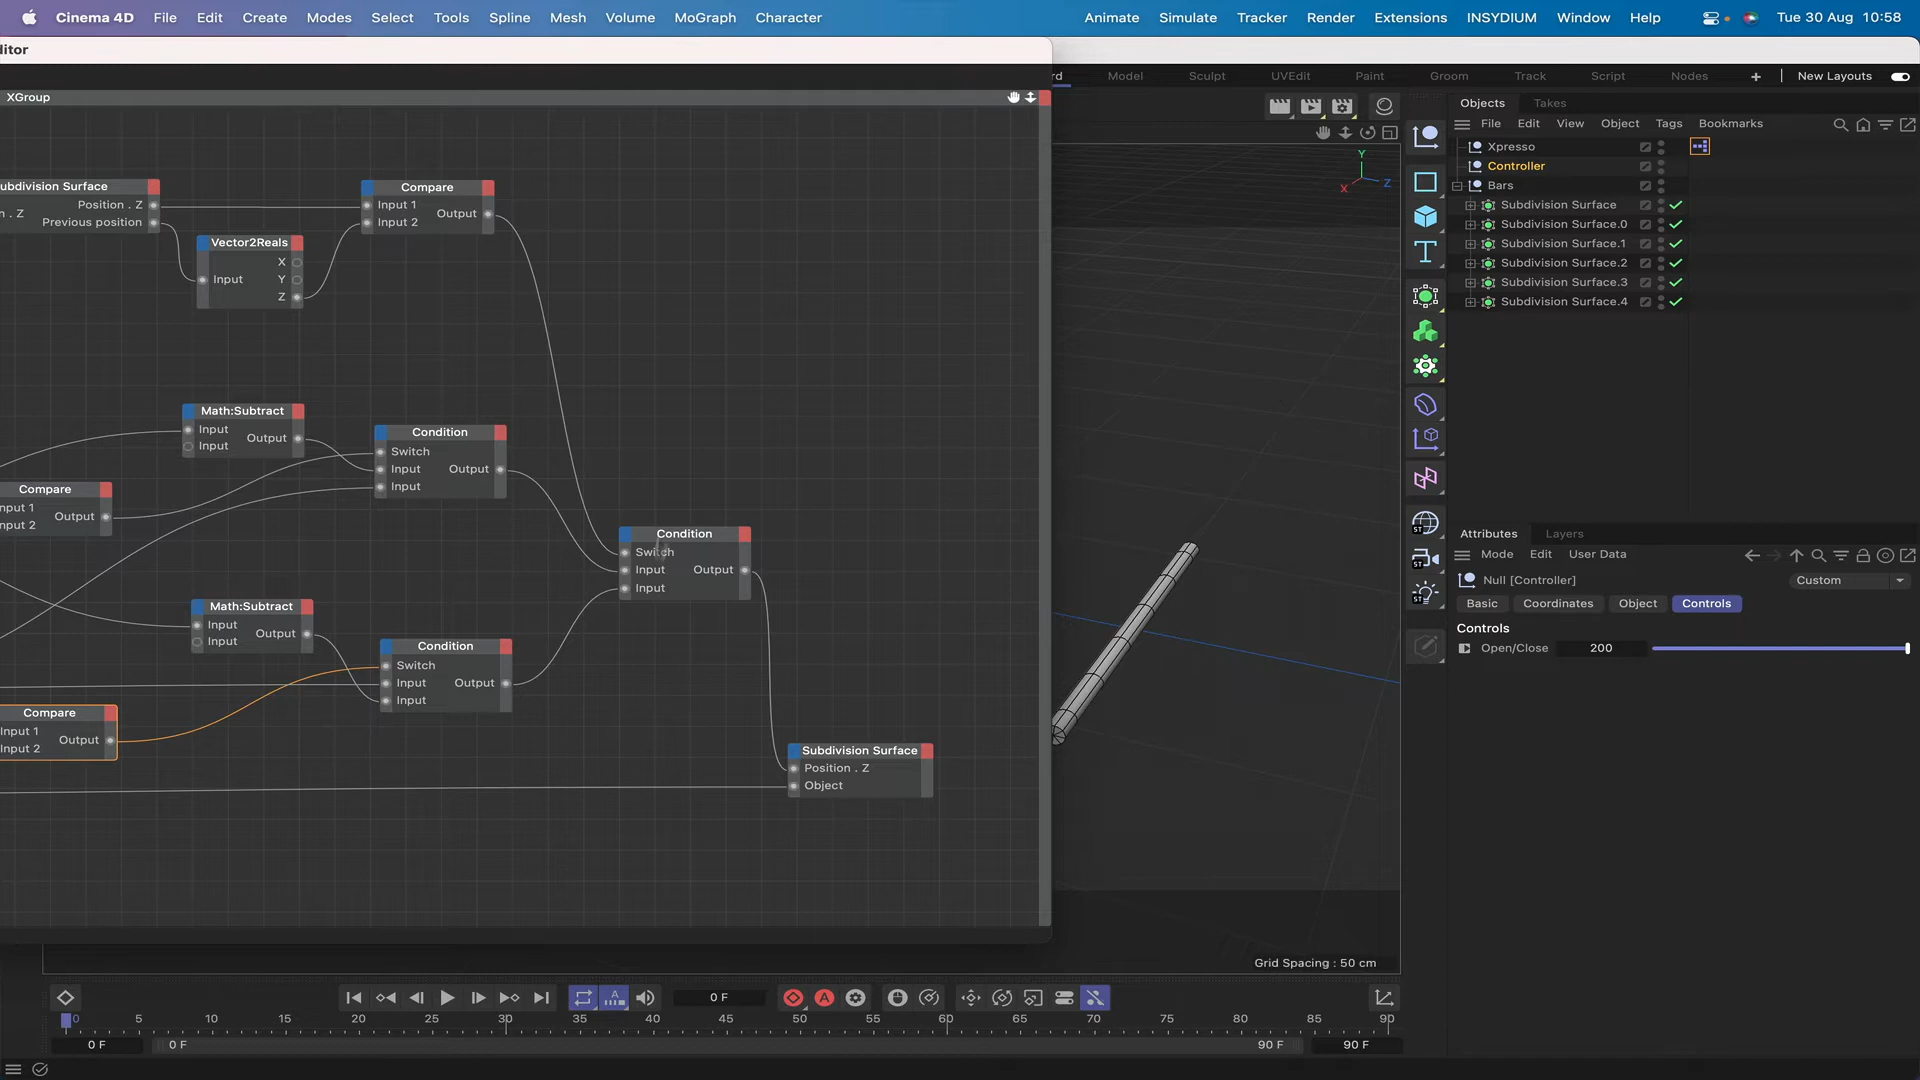 Cinema 4D File Edit Create Modes Select Tools Spline Mesh Volume MoGraph Character Animate Simulate Tracker Render Extensions INSYDIUM Window Help Tue 30 Aug 10:58
ditor
rd Model Sculpt UVEdit Paint Groom Track Script Nodes + New Layouts
XGroup
Objects Takes
File Edit View Object Tags Bookmarks
Xpresso
Controller
Bars
Subdivision Surface
Subdivision Surface.0
Subdivision Surface.1
Subdivision Surface.2
Subdivision Surface.3
Subdivision Surface.4
ubdivision Surface
Position . Z
n . Z
Previous position
Compare
Input 1
Output
Input 2
Vector2Reals
X
Input Y
Z
Math:Subtract
Input
Output
Input
Condition
Switch
Input Output
Input
Compare
nput 1
Output
nput 2
Condition
Switch
Input Output
Input
Math:Subtract
Input
Output
Input
Condition
Switch
Input Output
Input
Compare
Input 1
Output
nput 2
Subdivision Surface
Position . Z
Object
Y
X
Z
Grid Spacing : 50 cm
Attributes Layers
Mode Edit User Data
Null [Controller] Custom
Basic Coordinates Object Controls
Controls
Open/Close 200
ST
ST
ST
A A 0 F
0 5 10 15 20 25 30 35 40 45 50 55 60 65 70 75 80 85 90
0 F 0 F 90 F 90 F